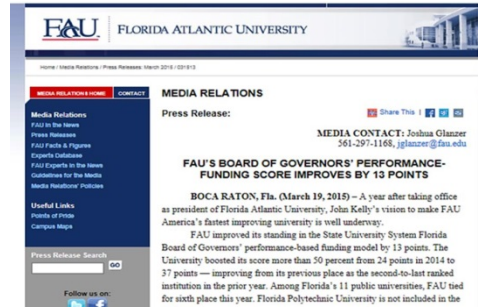 FAU FLORIDA ATLANTIC UNIVERSITY
Home / Media Relations / Press Releases: March 2015 / 031913
MEDIA RELATIONS HOME CONTACT
Media Relations
FAU in the News
Press Releases
FAU Facts & Figures
Experts Database
FAU Experts in the News
Guidelines for the Media
Media Relations' Policies
Useful Links
Points of Pride
Campus Maps
Press Release Search
GO
Follow us on:
MEDIA RELATIONS
Press Release:
Share This |
MEDIA CONTACT: Joshua Glanzer
561-297-1168, jglanzer@fau.edu
FAU'S BOARD OF GOVERNORS' PERFORMANCE-
FUNDING SCORE IMPROVES BY 13 POINTS
BOCA RATON, Fla. (March 19, 2015) – A year after taking office
as president of Florida Atlantic University, John Kelly's vision to make FAU
America's fastest improving university is well underway.
FAU improved its standing in the State University System Florida
Board of Governors' performance-based funding model by 13 points. The
University boosted its score more than 50 percent from 24 points in 2014 to
37 points — improving from its previous place as the second-to-last ranked
institution in the prior year. Among Florida's 11 public universities, FAU tied
for sixth place this year. Florida Polytechnic University is not included in the